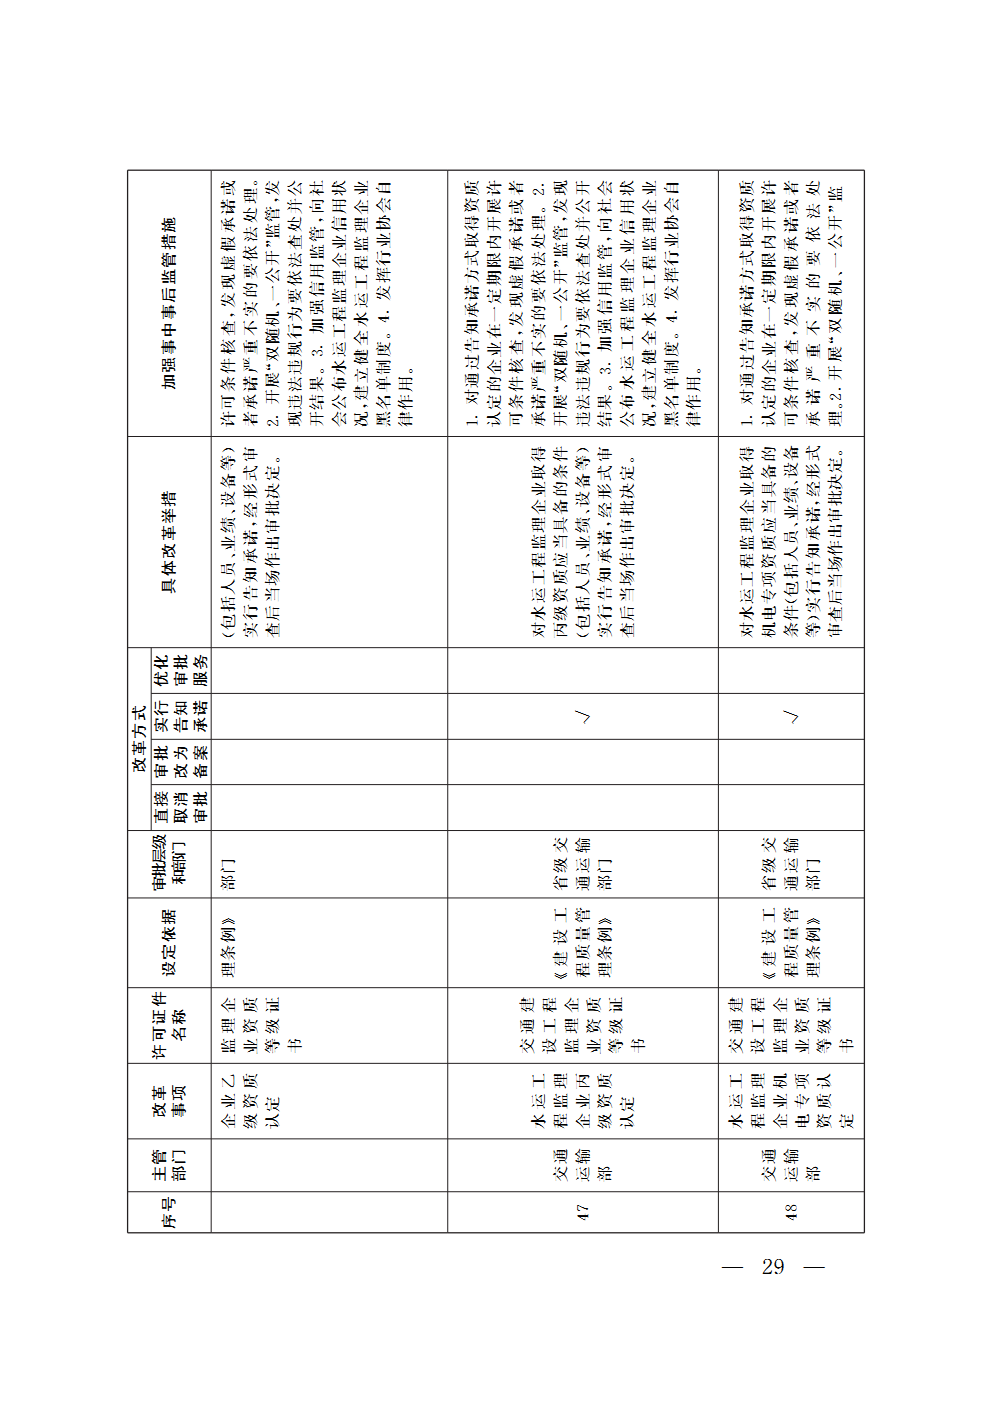 序号
主管
部门
改革
事项
许可证件
名称
设定依据
审批层级
和部门
改革方式
直接
取消
审批
审批
改为
备案
实行
告知
承诺
优化
审批
服务
具体改革举措
加强事中事后监管措施
企业乙
级资质
认定
监理企
业资质
等级证
书
理条例》
部门
(包括人员、业绩、设备等)
实行告知承诺,经形式审
查后当场作出审批决定。
许可条件核查,发现虚假承诺或
者承诺严重不实的要依法处理。
2. 开展“双随机、一公开”监管,发
现违法违规行为要依法查处并公
开结果。3. 加强信用监管,向社
会公布水运工程监理企业信用状
况,建立健全水运工程监理企业
黑名单制度。4. 发挥行业协会自
律作用。
47
交通
运输
部
水运工
程监理
企业丙
级资质
认定
交通建
设工程
监理企
业资质
等级证
书
《建设工
程质量管
理条例》
省级交
通运输
部门
√
对水运工程监理企业取得
丙级资质应当具备的条件
(包括人员、业绩、设备等)
实行告知承诺,经形式审
查后当场作出审批决定。
1. 对通过告知承诺方式取得资质
认定的企业在一定期限内开展许
可条件核查,发现虚假承诺或者
承诺严重不实的要依法处理。2.
开展“双随机、一公开”监管,发现
违法违规行为要依法查处并公开
结果。3. 加强信用监管,向社会
公布水运工程监理企业信用状
况,建立健全水运工程监理企业
黑名单制度。4. 发挥行业协会自
律作用。
48
交通
运输
部
水运工
程监理
企业机
电专项
资质认
定
交通建
设工程
监理企
业资质
等级证
书
《建设工
程质量管
理条例》
省级交
通运输
部门
√
对水运工程监理企业取得
机电专项资质应当具备的
条件(包括人员、业绩、设备
等)实行告知承诺,经形式
审查后当场作出审批决定。
1. 对通过告知承诺方式取得资质
认定的企业在一定期限内开展许
可条件核查,发现虚假承诺或者
承诺严重不实的要依法处
理。2. 开展“双随机、一公开”监
— 29 —